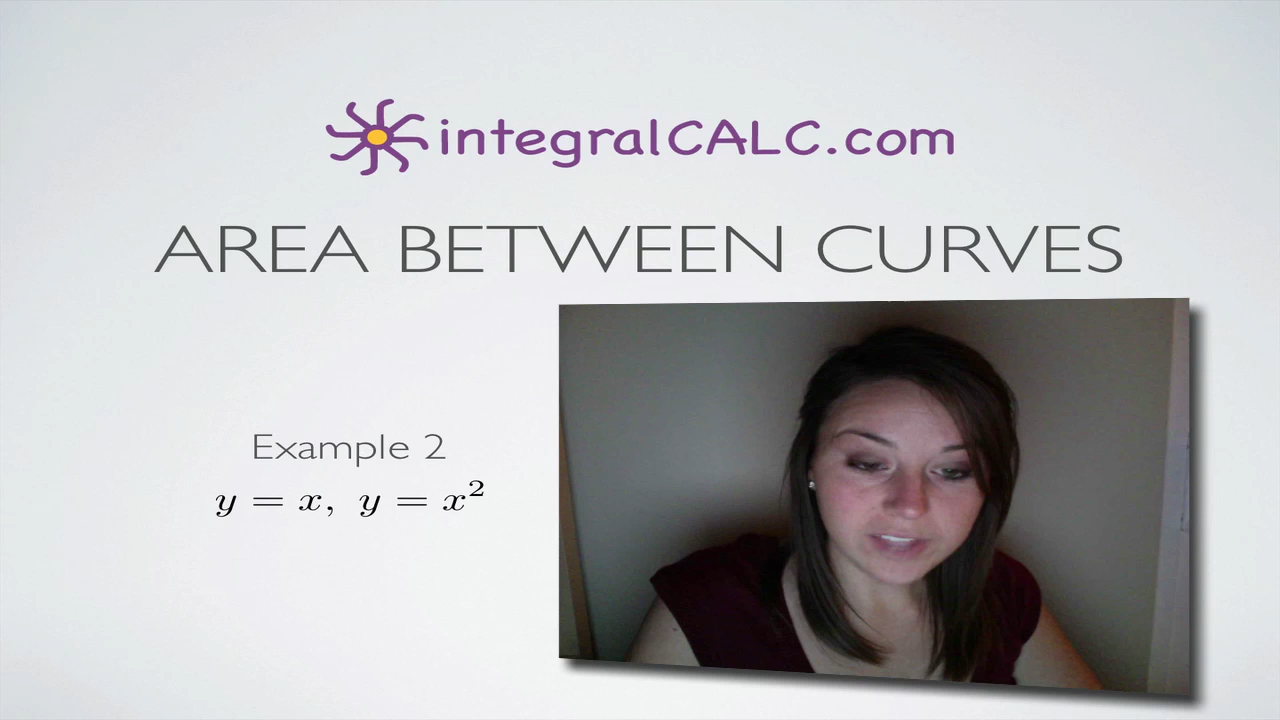 integralCALC.com
AREA BETWEEN CURVES
Example 2
y = x, y = x²